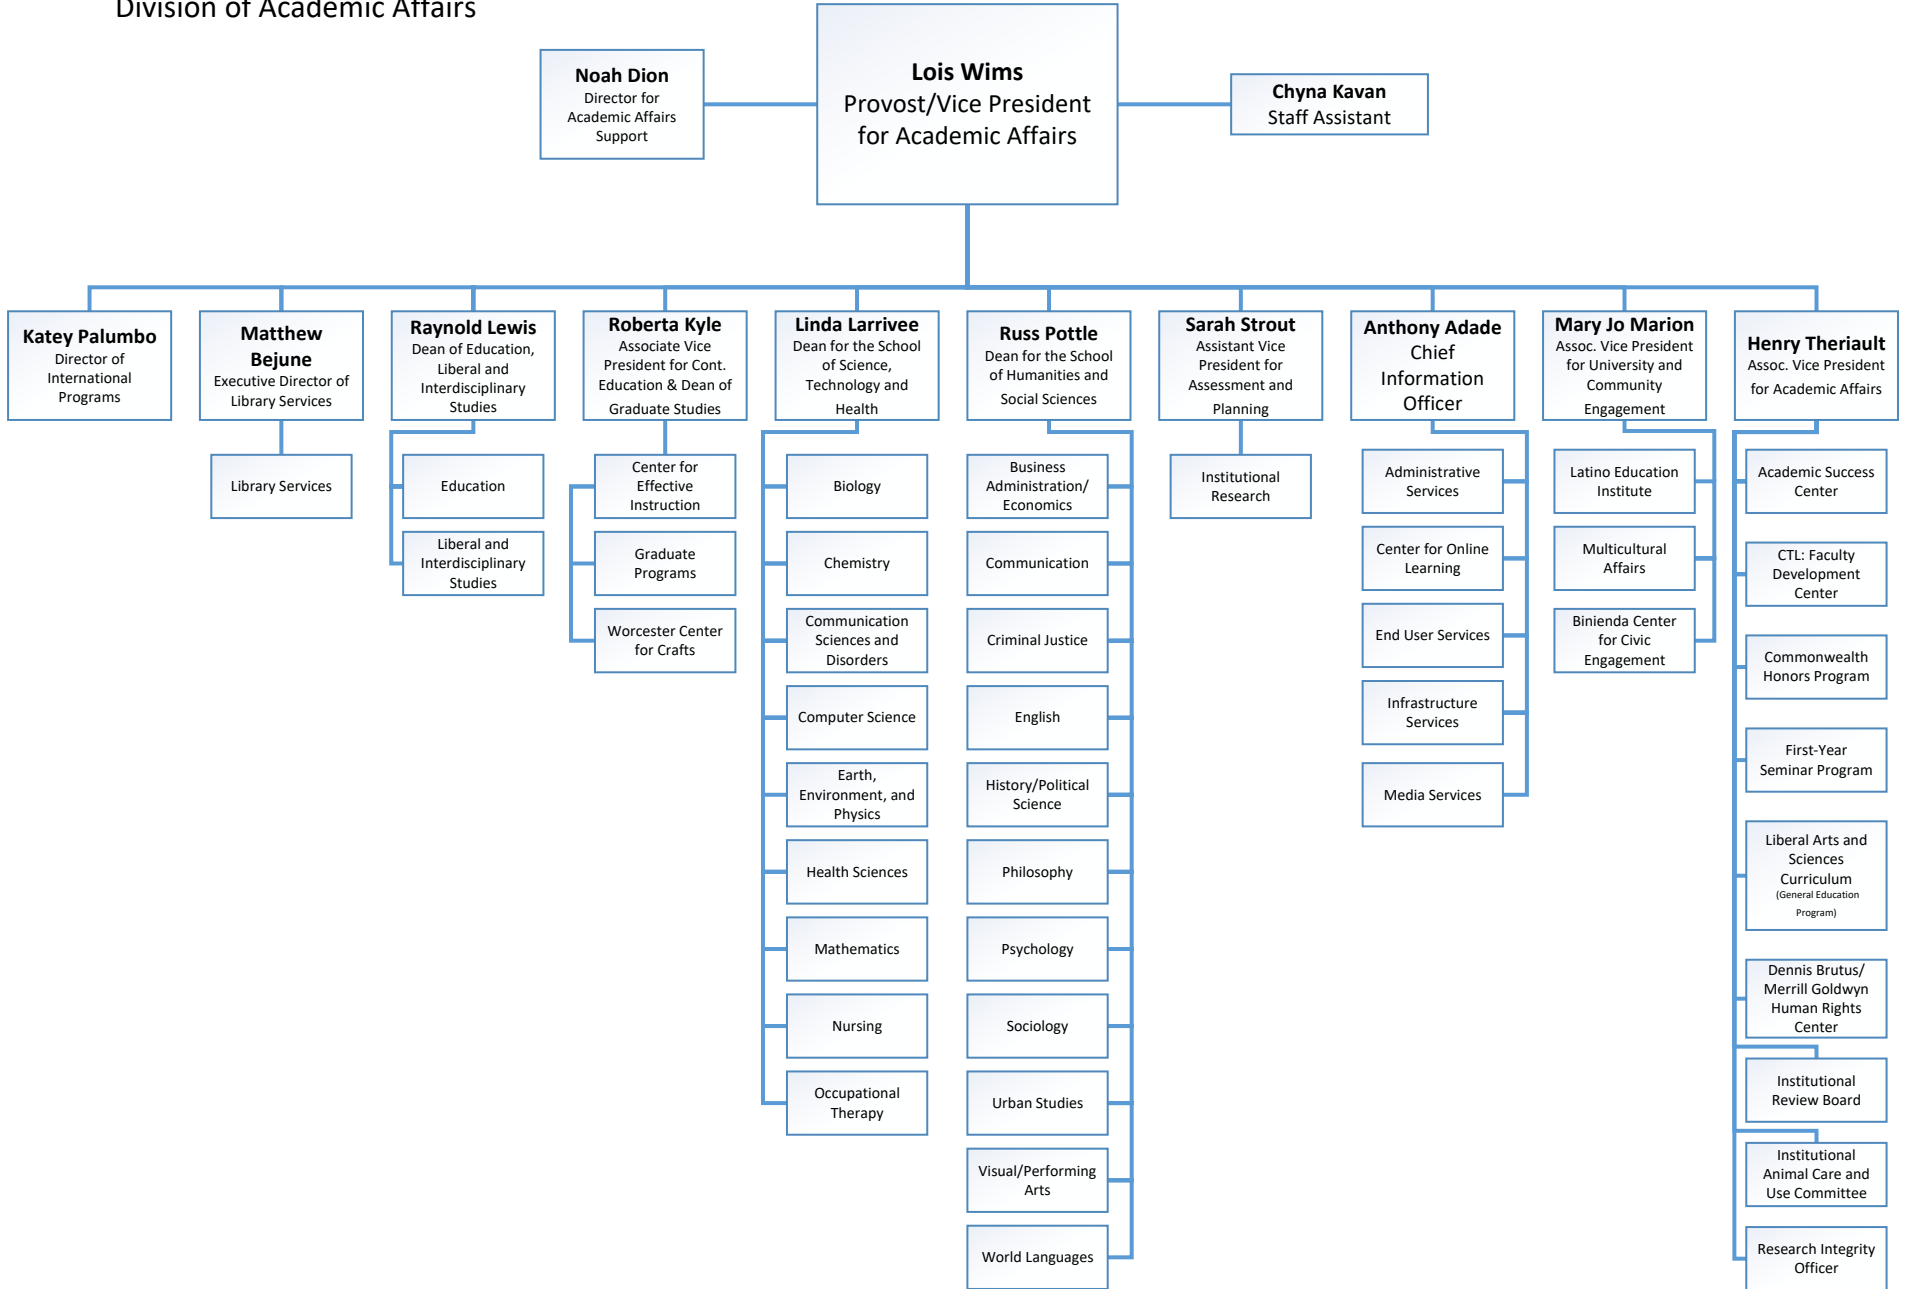 Division of Academic Affairs
Noah Dion
Director for
Academic Affairs
Support
Lois Wims
Provost/Vice President
for Academic Affairs
Chyna Kavan
Staff Assistant
Katey Palumbo
Director of
International
Programs
Matthew
Bejune
Executive Director of
Library Services
Raynold Lewis
Dean of Education,
Liberal and
Interdisciplinary
Studies
Roberta Kyle
Associate Vice
President for Cont.
Education & Dean of
Graduate Studies
Linda Larrivee
Dean for the School
of Science,
Technology and
Health
Russ Pottle
Dean for the School
of Humanities and
Social Sciences
Sarah Strout
Assistant Vice
President for
Assessment and
Planning
Anthony Adade
Chief
Information
Officer
Mary Jo Marion
Assoc. Vice President
for University and
Community
Engagement
Henry Theriault
Assoc. Vice President
for Academic Affairs
Library Services
Education
Liberal and
Interdisciplinary
Studies
Center for
Effective
Instruction
Graduate
Programs
Worcester Center
for Crafts
Biology
Chemistry
Communication
Sciences and
Disorders
Computer Science
Earth,
Environment, and
Physics
Health Sciences
Mathematics
Nursing
Occupational
Therapy
Business
Administration/
Economics
Communication
Criminal Justice
English
History/Political
Science
Philosophy
Psychology
Sociology
Urban Studies
Visual/Performing
Arts
World Languages
Institutional
Research
Administrative
Services
Center for Online
Learning
End User Services
Infrastructure
Services
Media Services
Latino Education
Institute
Multicultural
Affairs
Binienda Center
for Civic
Engagement
Academic Success
Center
CTL: Faculty
Development
Center
Commonwealth
Honors Program
First-Year
Seminar Program
Liberal Arts and
Sciences
Curriculum
(General Education
Program)
Dennis Brutus/
Merrill Goldwyn
Human Rights
Center
Institutional
Review Board
Institutional
Animal Care and
Use Committee
Research Integrity
Officer